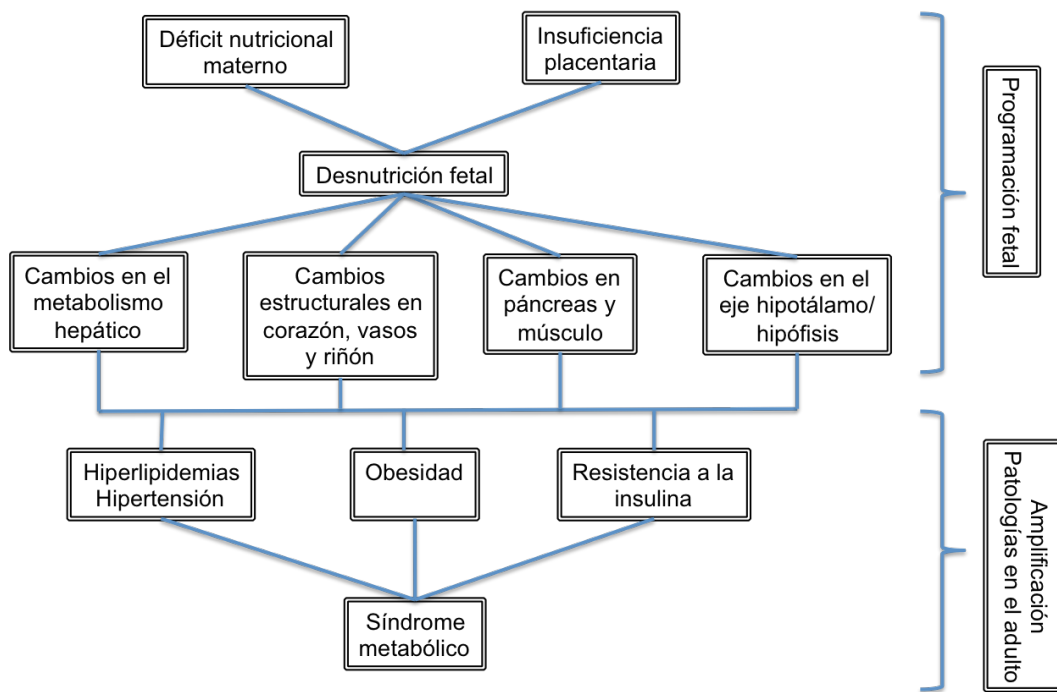 Déficit nutricional
materno
Insuficiencia
placentaria
Desnutrición fetal
Cambios en el
metabolismo
hepático
Cambios
estructurales en
corazón, vasos
y riñón
Cambios en
páncreas y
músculo
Cambios en el
eje hipotálamo/
hipófisis
Programación fetal
Hiperlipidemias
Hipertensión
Obesidad
Resistencia a la
insulina
Síndrome
metabólico
Amplificación
Patologías en el adulto